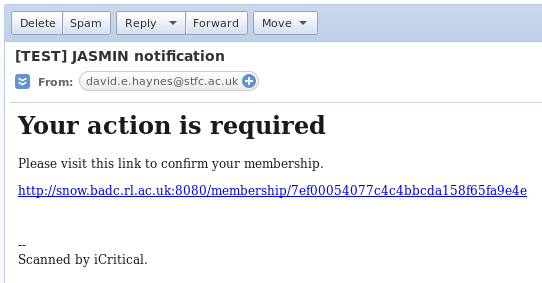 Delete Spam Reply Forward Move
[TEST] JASMIN notification
From: david.e.haynes@stfc.ac.uk
Your action is required
Please visit this link to confirm your membership.
http://snow.badc.rl.ac.uk:8080/membership/7ef00054077c4c4bbcda158f65fa9e4e
--
Scanned by iCritical.